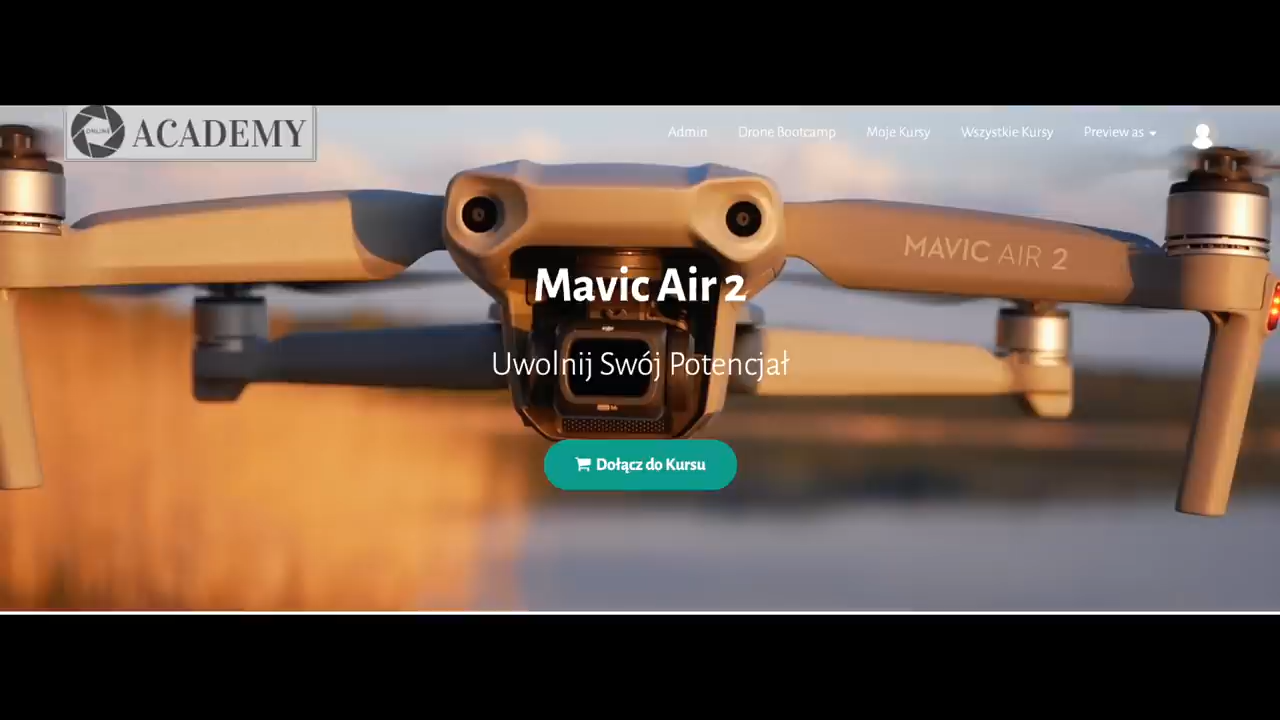 ONLINE ACADEMY
Admin Drone Bootcamp Moje Kursy Wszystkie Kursy Preview as
MAVIC AIR 2
Mavic Air 2
Uwolnij Swój Potencjał
Dołącz do Kursu